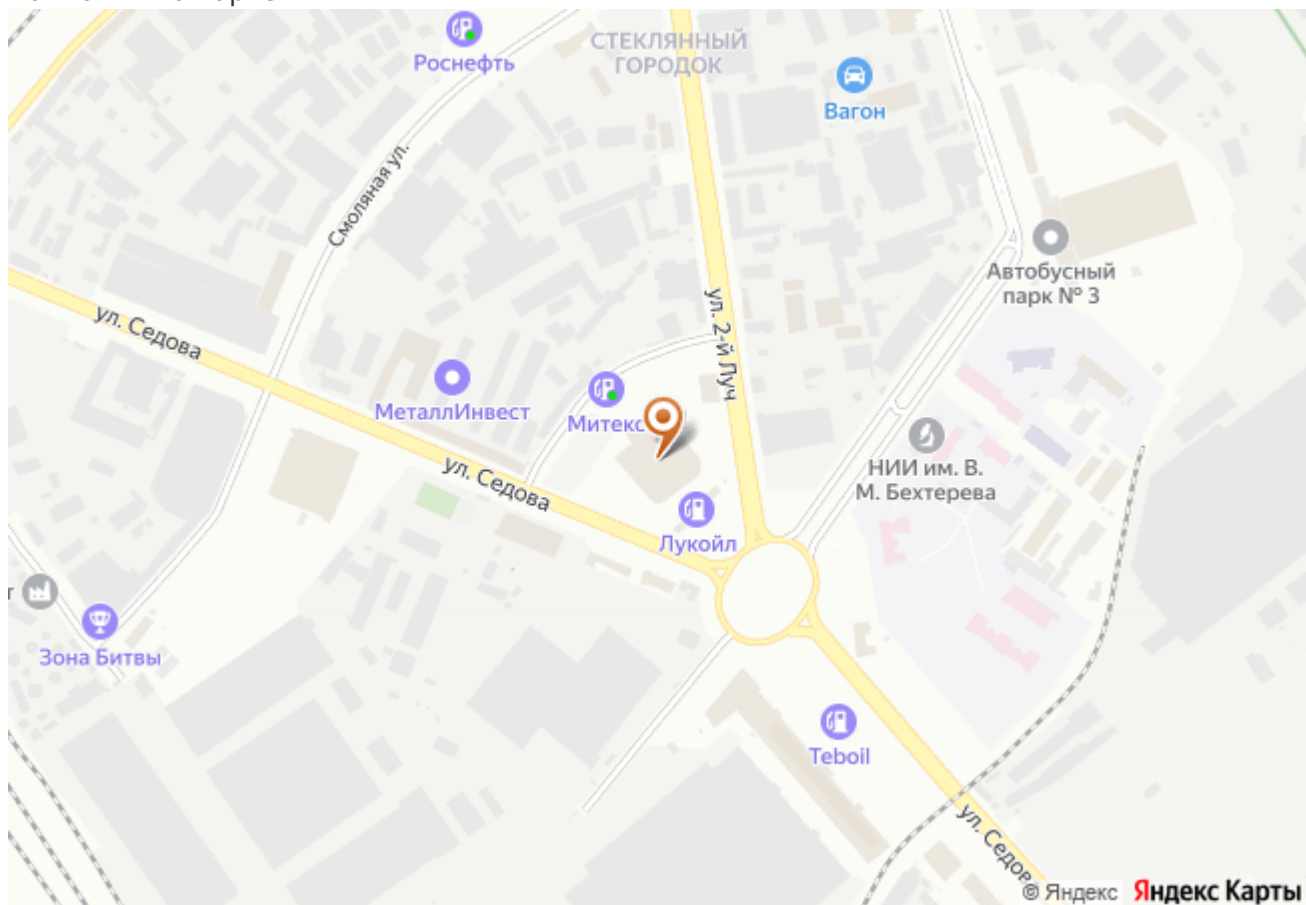 Роснефть
СТЕКЛЯННЫЙ
ГОРОДОК
Вагон
Смоляная ул.
Автобусный
парк № 3
ул. Седова
ул. 2-й Луч
МеталлИнвест
Митекс
ул. Седова
НИИ им. В.
М. Бехтерева
Лукойл
Зона Битвы
Teboil
ул. Седов
© Яндекс Яндекс Карты